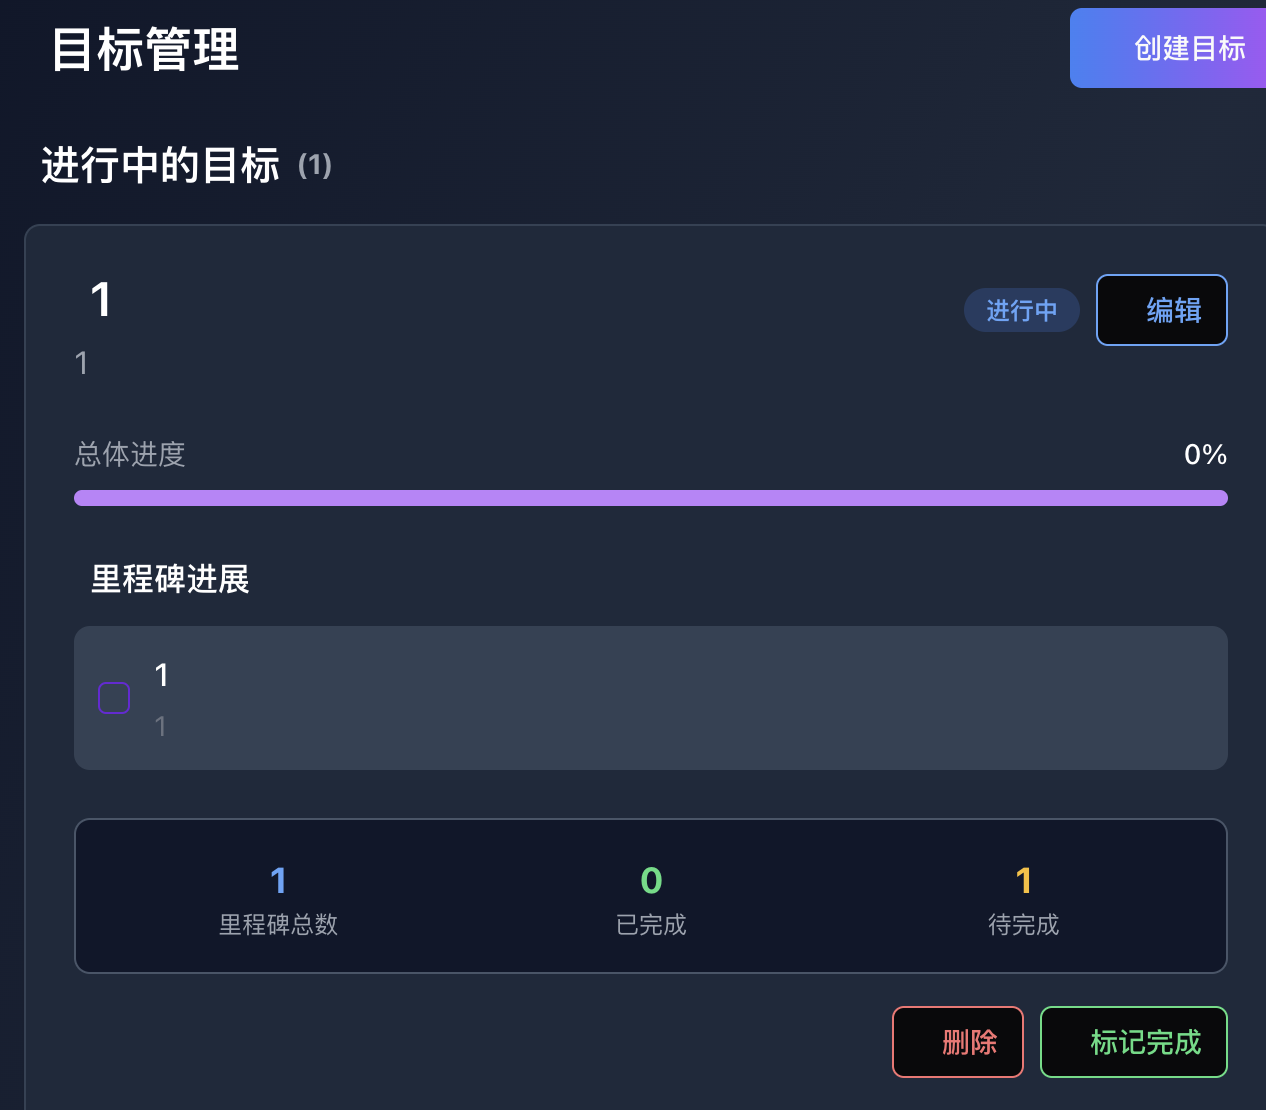 目标管理
创建目标
进行中的目标 (1)
1
进行中
编辑
1
总体进度
0%
里程碑进展
1
1
1
里程碑总数
0
已完成
1
待完成
删除
标记完成